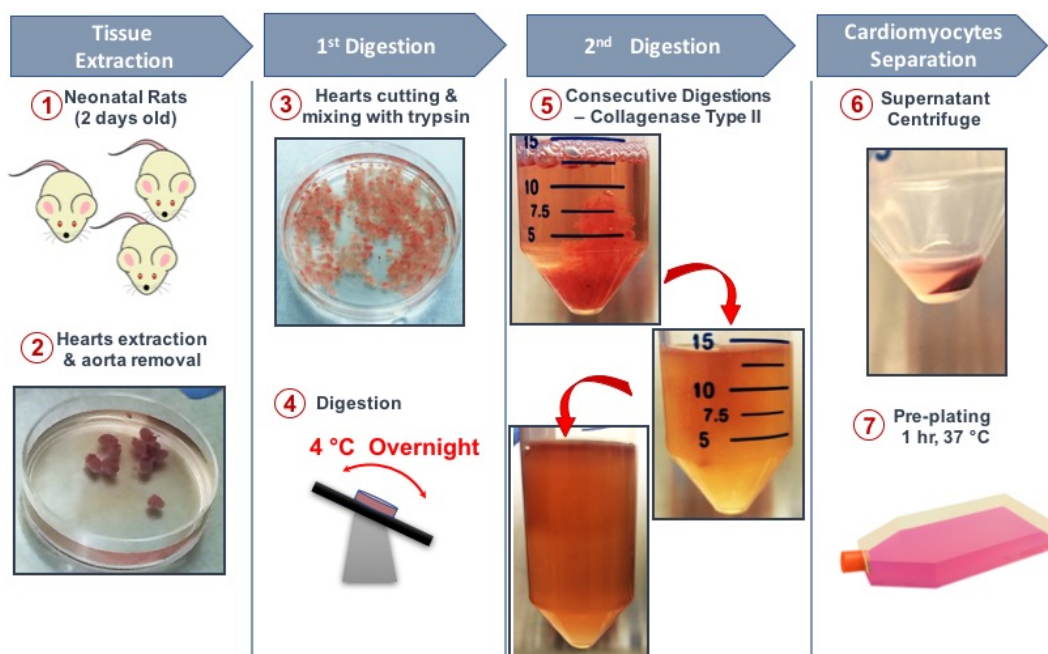 Tissue
Extraction
1st Digestion
2nd Digestion
Cardiomyocytes
Separation
1
Neonatal Rats
(2 days old)
2
Hearts extraction
& aorta removal
3
Hearts cutting &
mixing with trypsin
4
Digestion
4 °C Overnight
5
Consecutive Digestions
– Collagenase Type II
15
10
7.5
5
15
10
7.5
5
6
Supernatant
Centrifuge
7
Pre-plating
1 hr, 37 °C